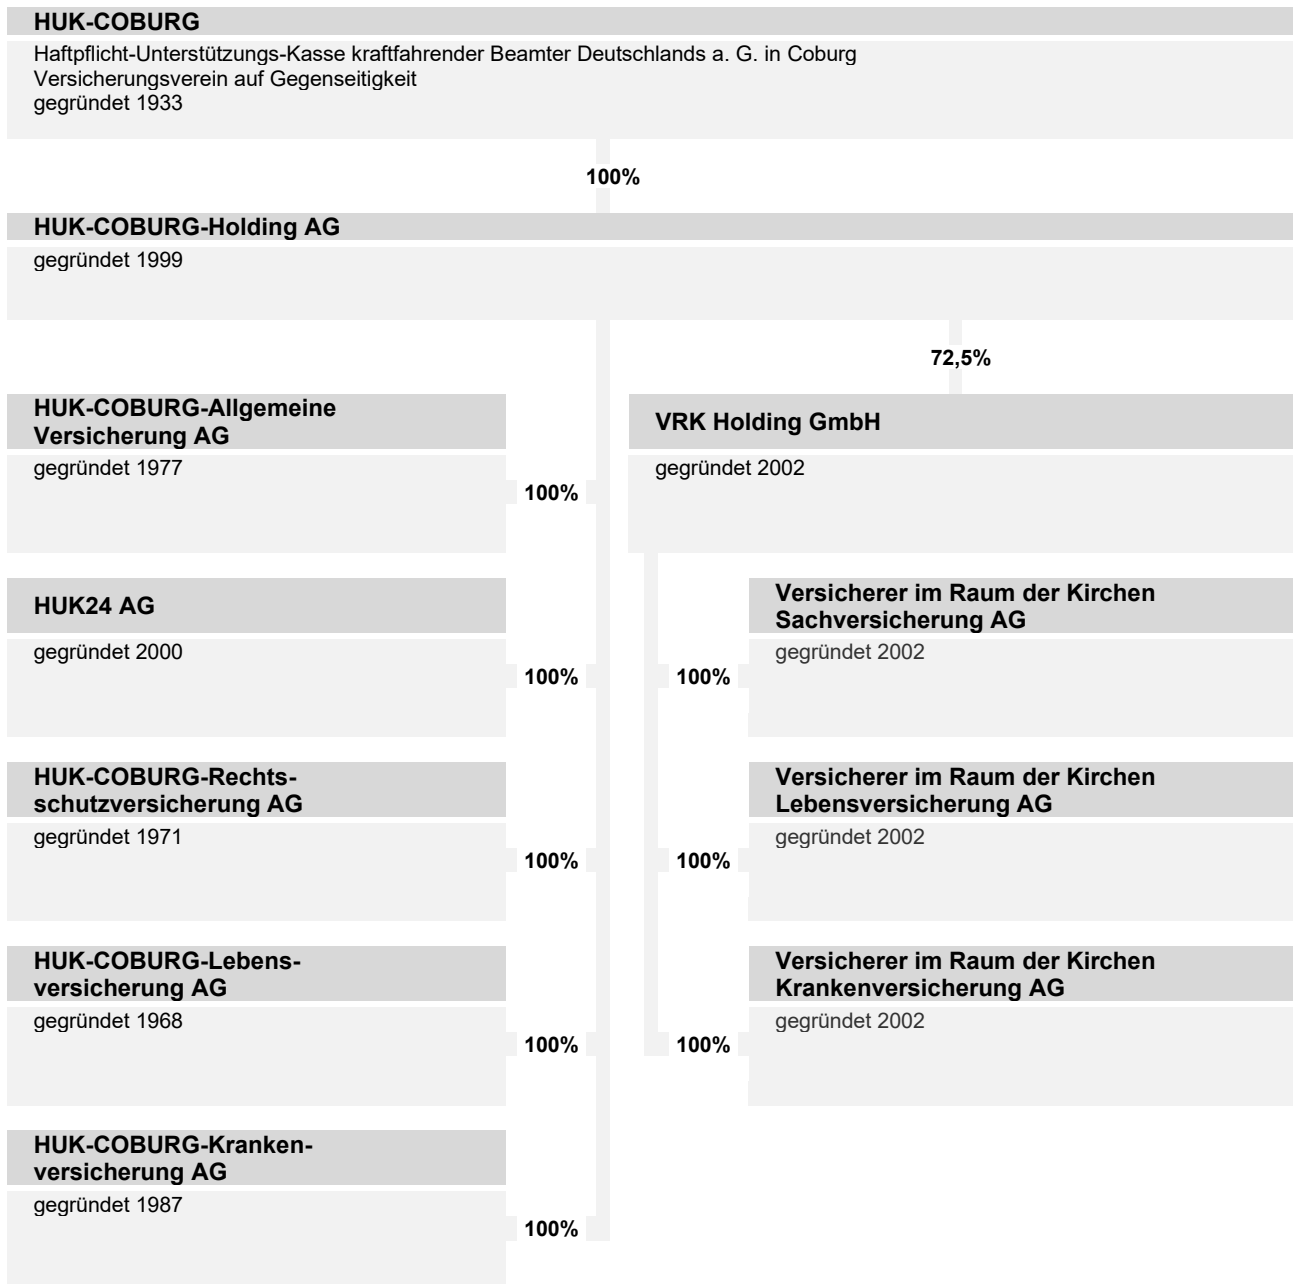 HUK-COBURG
Haftpflicht-Unterstützungs-Kasse kraftfahrender Beamter Deutschlands a. G. in Coburg
Versicherungsverein auf Gegenseitigkeit
gegründet 1933
100%
HUK-COBURG-Holding AG
gegründet 1999
72,5%
HUK-COBURG-Allgemeine
Versicherung AG
gegründet 1977
100%
VRK Holding GmbH
gegründet 2002
HUK24 AG
gegründet 2000
100%
Versicherer im Raum der Kirchen
Sachversicherung AG
gegründet 2002
100%
HUK-COBURG-Rechts-
schutzversicherung AG
gegründet 1971
100%
Versicherer im Raum der Kirchen
Lebensversicherung AG
gegründet 2002
100%
HUK-COBURG-Lebens-
versicherung AG
gegründet 1968
100%
Versicherer im Raum der Kirchen
Krankenversicherung AG
gegründet 2002
100%
HUK-COBURG-Kranken-
versicherung AG
gegründet 1987
100%